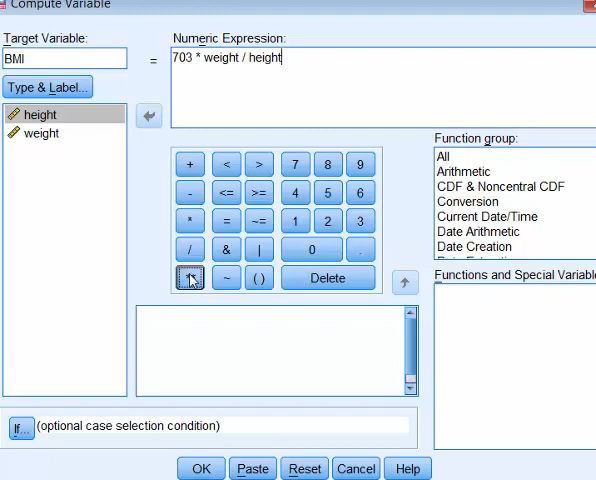 Compute Variable
Target Variable:
BMI
=
Type & Label...
height
weight
Numeric Expression:
703 * weight / height
+ < > 7 8 9
- <= >= 4 5 6
* = ~= 1 2 3
/ & | 0 .
** ~ ( ) Delete
Function group:
All
Arithmetic
CDF & Noncentral CDF
Conversion
Current Date/Time
Date Arithmetic
Date Creation
Functions and Special Variable
If... (optional case selection condition)
OK Paste Reset Cancel Help